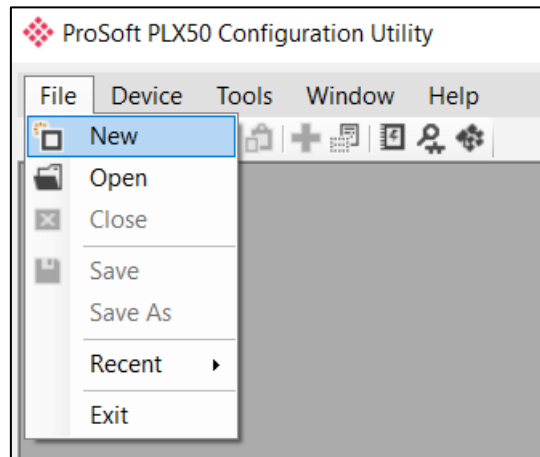 ProSoft PLX50 Configuration Utility
File Device Tools Window Help
New
Open
Close
Save
Save As
Recent
Exit